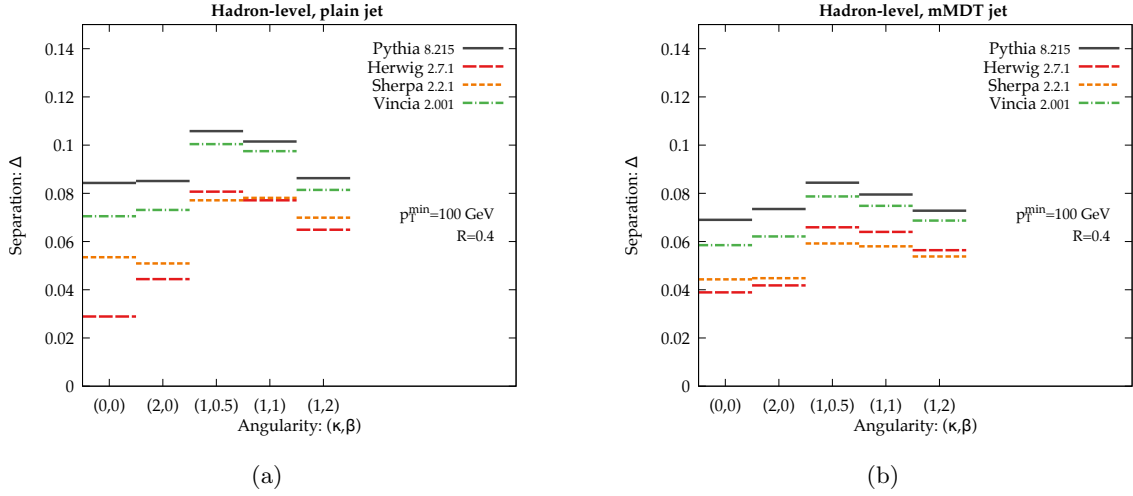 Hadron-level, plain jet
0.14
0.12
0.1
0.08
0.06
0.04
0.02
0
Separation: Δ
Pythia 8.215
Herwig 2.7.1
Sherpa 2.2.1
Vincia 2.001
p_T^min=100 GeV
R=0.4
(0,0) (2,0) (1,0.5) (1,1) (1,2)
Angularity: (κ,β)
(a)
Hadron-level, mMDT jet
0.14
0.12
0.1
0.08
0.06
0.04
0.02
0
Separation: Δ
Pythia 8.215
Herwig 2.7.1
Sherpa 2.2.1
Vincia 2.001
p_T^min=100 GeV
R=0.4
(0,0) (2,0) (1,0.5) (1,1) (1,2)
Angularity: (κ,β)
(b)